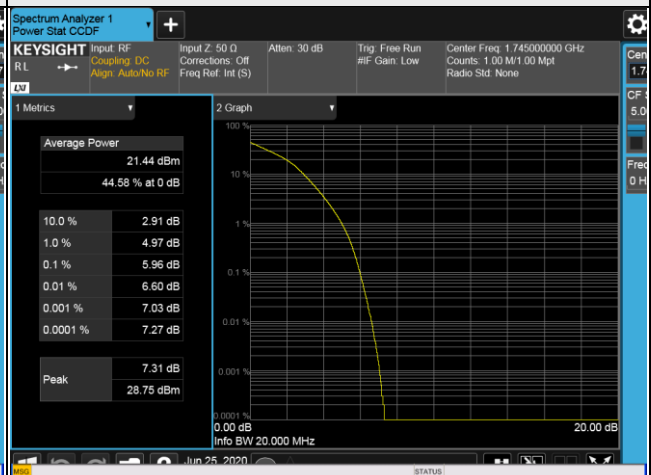 Spectrum Analyzer 1
Power Stat CCDF
KEYSIGHT
RL
LXI
Input: RF
Coupling: DC
Align: Auto/No RF
Input Z: 50 Ω
Corrections: Off
Freq Ref: Int (S)
Atten: 30 dB
Trig: Free Run
#IF Gain: Low
Center Freq: 1.745000000 GHz
Counts: 1.00 M/1.00 Mpt
Radio Std: None
Cen
1.7
CF
5.0
Freq
0 H
1 Metrics
Average Power
21.44 dBm
44.58 % at 0 dB
10.0 % 2.91 dB
1.0 % 4.97 dB
0.1 % 5.96 dB
0.01 % 6.60 dB
0.001 % 7.03 dB
0.0001 % 7.27 dB
Peak
7.31 dB
28.75 dBm
2 Graph
100 %
10 %
1 %
0.1 %
0.01 %
0.001 %
0.0001 %
0.00 dB 20.00 dB
Info BW 20.000 MHz
Jun 25, 2020
MSG STATUS